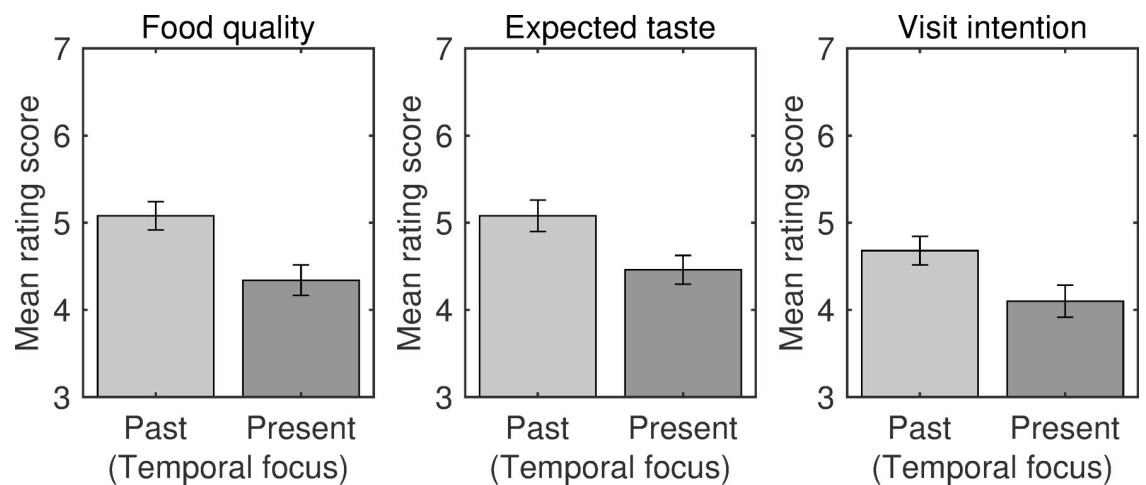 Food quality
Mean rating score
7
6
5
4
3
Past Present
(Temporal focus)
Expected taste
Mean rating score
7
6
5
4
3
Past Present
(Temporal focus)
Visit intention
Mean rating score
7
6
5
4
3
Past Present
(Temporal focus)